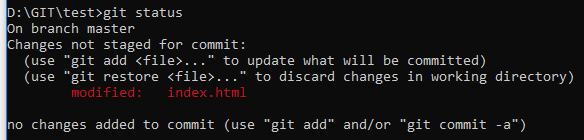 D:\GIT\test>git status
On branch master
Changes not staged for commit:
  (use "git add <file>..." to update what will be committed)
  (use "git restore <file>..." to discard changes in working directory)
        modified:   index.html

no changes added to commit (use "git add" and/or "git commit -a")